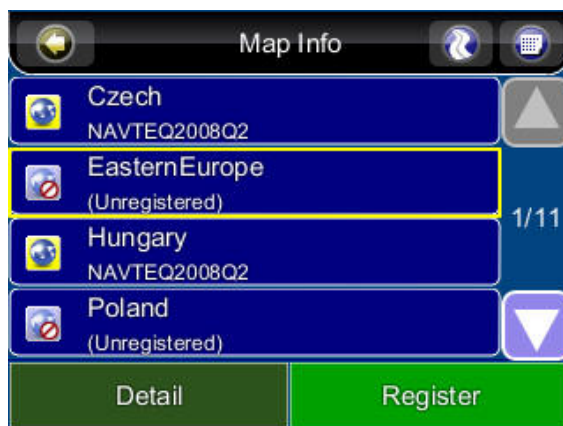 Map Info
Czech
NAVTEQ2008Q2
EasternEurope
(Unregistered)
1/11
Hungary
NAVTEQ2008Q2
Poland
(Unregistered)
Detail
Register